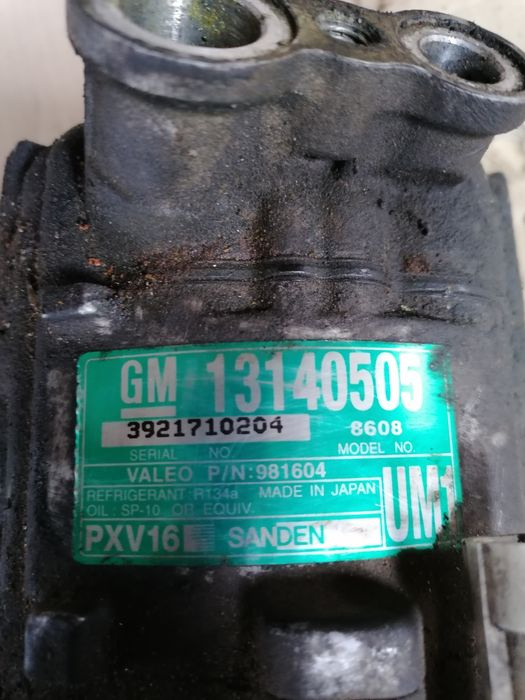 GM 13140505
3921710204 8608
SERIAL NO MODEL NO.
VALEO P/N:981604
REFRIGERANT:R134a MADE IN JAPAN
OIL: SP-10 OR EQUIV.
UM1
PXV16 SANDEN